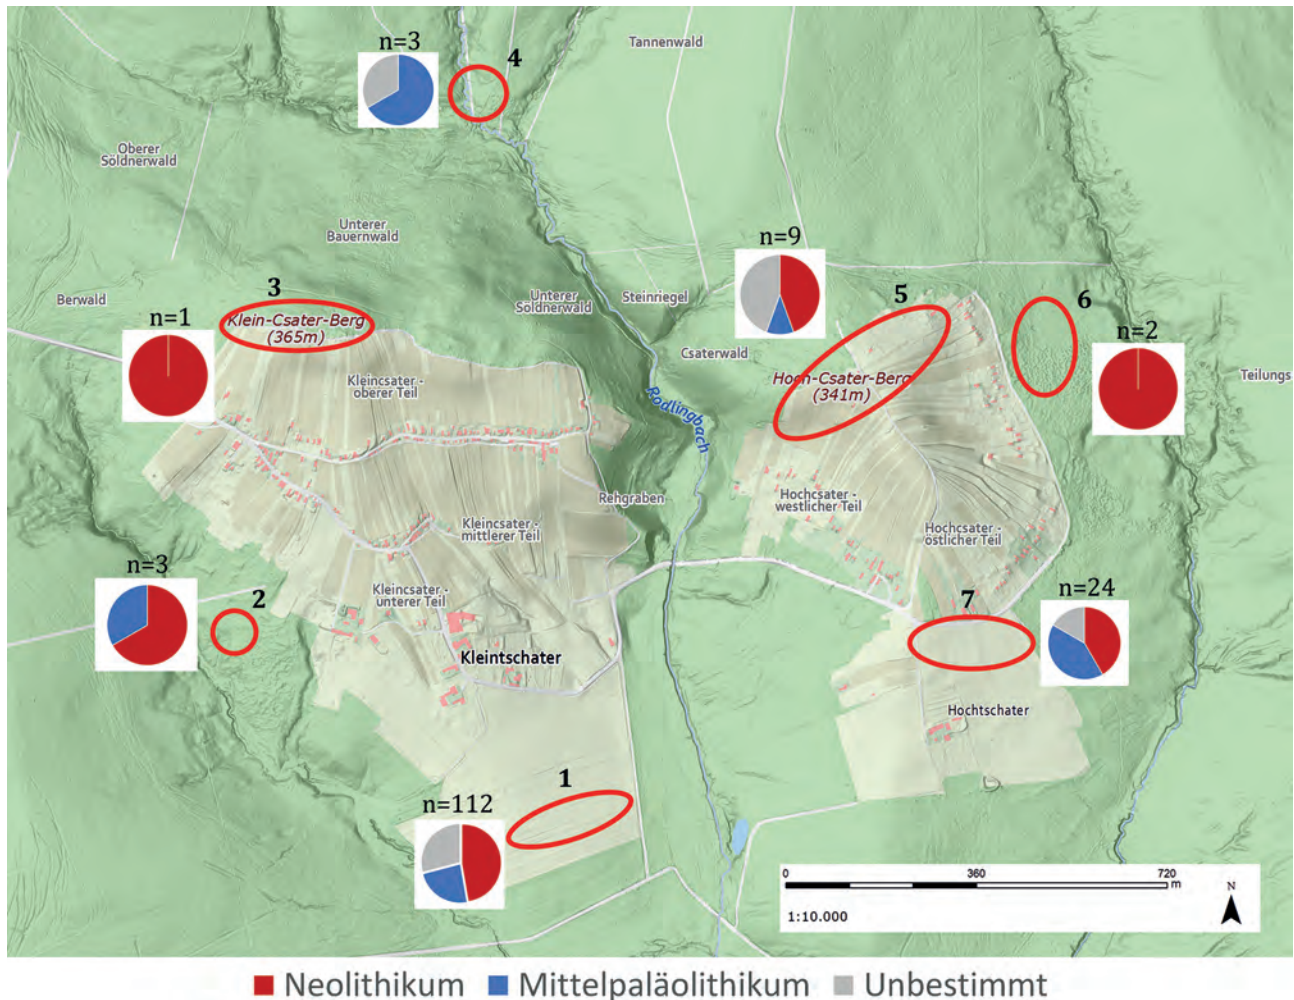 n=3
4
Tannenwald
Oberer
Söldnerwald
Unterer
Bauernwald
n=9
Berwald
3
Unterer
Söldnerwald
Steinriegel
5
6
n=1
Klein-Csater-Berg
(365m)
n=2
Csaterwald
Kleincsater -
oberer Teil
Hoch-Csater-Berg
(341m)
Teilungs
Rodlingbach
Rehgraben
Hochcsater -
westlicher Teil
Kleincsater -
mittlerer Teil
Hochcsater -
östlicher Teil
n=3
2
Kleincsater -
unterer Teil
7
n=24
Kleintschater
Hochtschater
1
n=112
0
360
720
m
N
1:10.000
Neolithikum
Mittelpaläolithikum
Unbestimmt